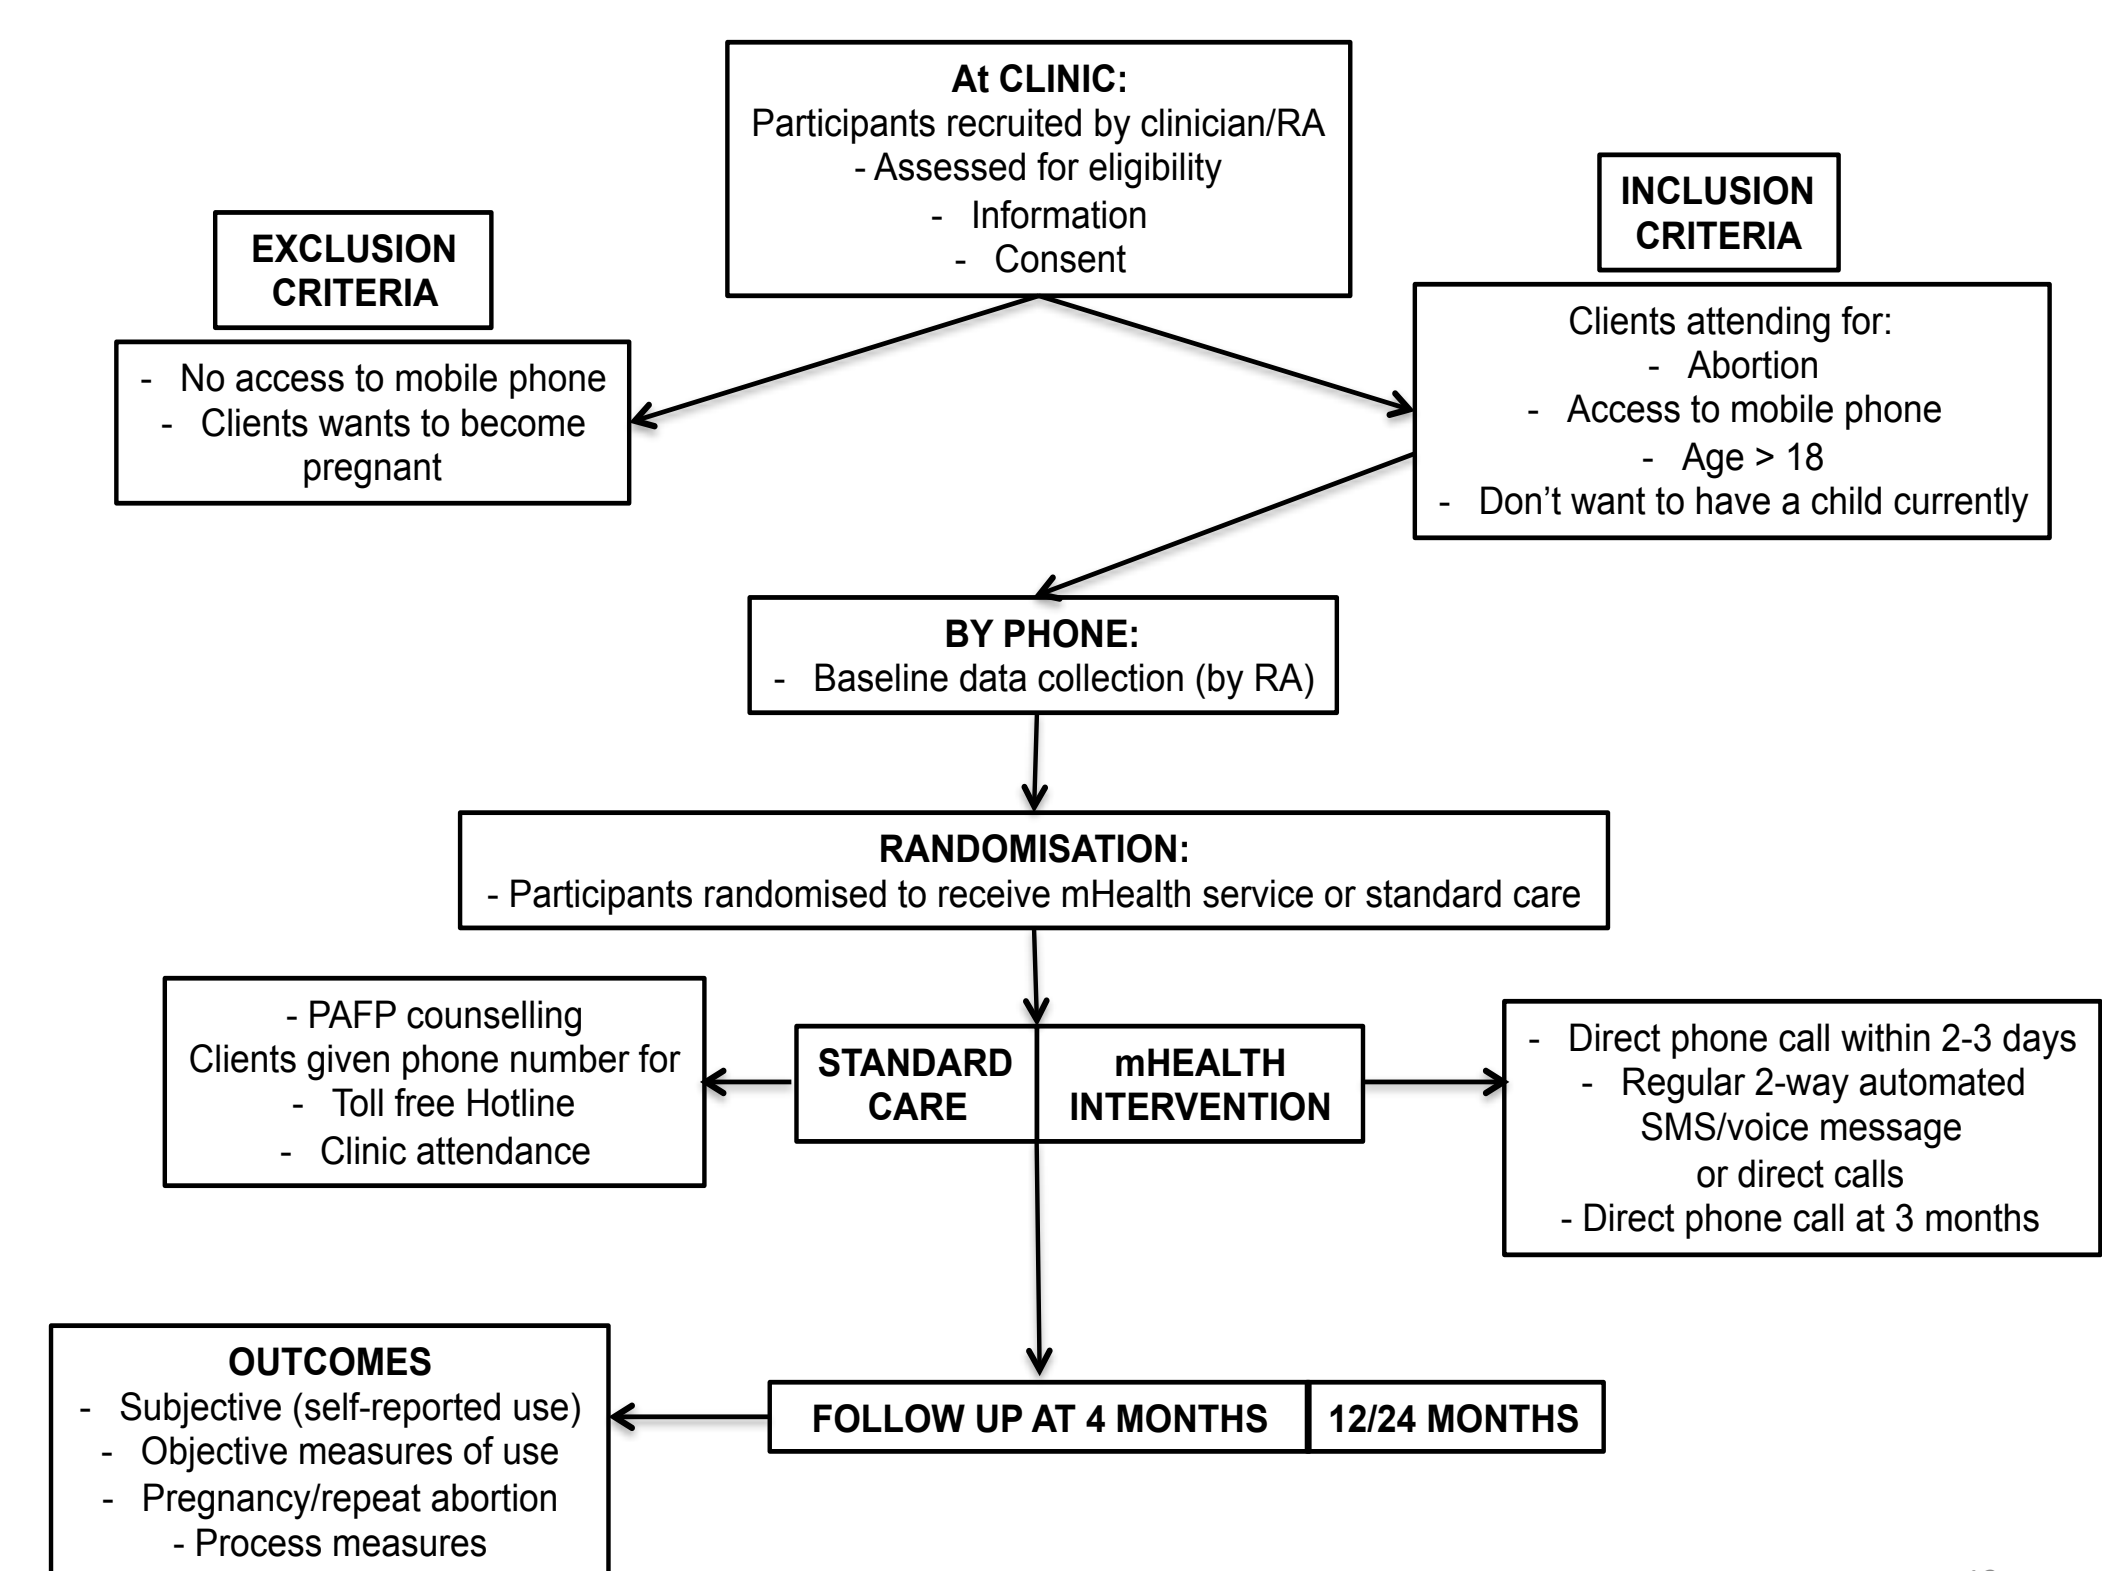 At CLINIC:
Participants recruited by clinician/RA
- Assessed for eligibility
- Information
- Consent
EXCLUSION
CRITERIA
- No access to mobile phone
- Clients wants to become
pregnant
INCLUSION
CRITERIA
Clients attending for:
- Abortion
- Access to mobile phone
- Age > 18
- Don't want to have a child currently
BY PHONE:
- Baseline data collection (by RA)
RANDOMISATION:
- Participants randomised to receive mHealth service or standard care
- PAFP counselling
Clients given phone number for
- Toll free Hotline
- Clinic attendance
STANDARD
CARE
mHEALTH
INTERVENTION
- Direct phone call within 2-3 days
- Regular 2-way automated
SMS/voice message
or direct calls
- Direct phone call at 3 months
OUTCOMES
- Subjective (self-reported use)
- Objective measures of use
- Pregnancy/repeat abortion
- Process measures
FOLLOW UP AT 4 MONTHS
12/24 MONTHS